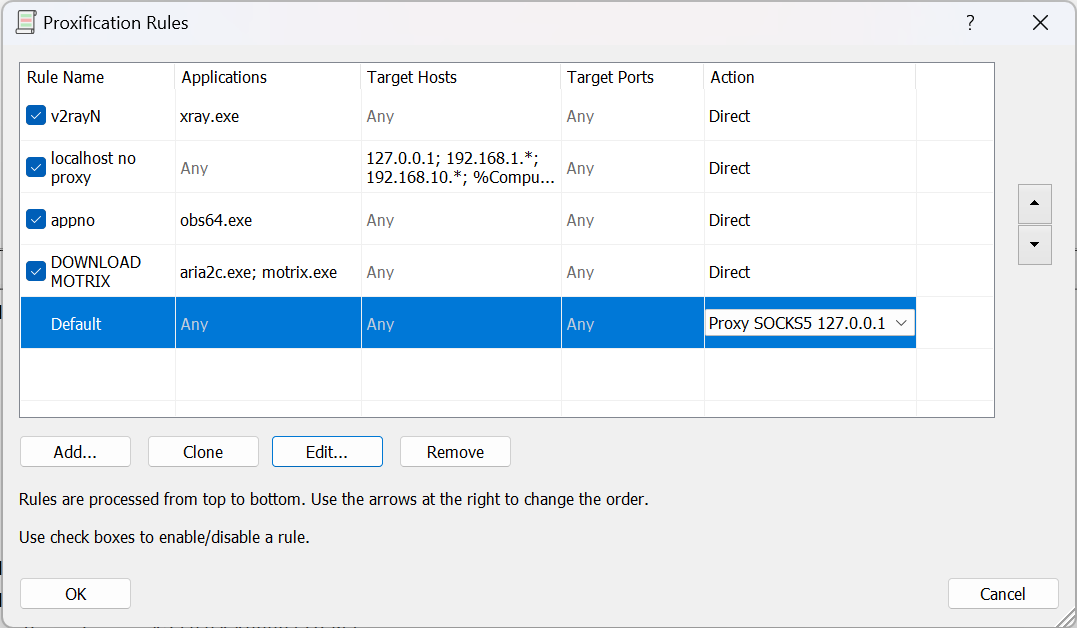 Proxification Rules
?
Rule Name Applications Target Hosts Target Ports Action
v2rayN xray.exe Any Any Direct
localhost no
proxy
Any
127.0.0.1; 192.168.1.*;
192.168.10.*; %Compu...
Any
Direct
appno obs64.exe Any Any Direct
DOWNLOAD
MOTRIX
aria2c.exe; motrix.exe Any Any Direct
Default Any Any Any Proxy SOCKS5 127.0.0.1
Add... Clone Edit... Remove
Rules are processed from top to bottom. Use the arrows at the right to change the order.
Use check boxes to enable/disable a rule.
OK Cancel